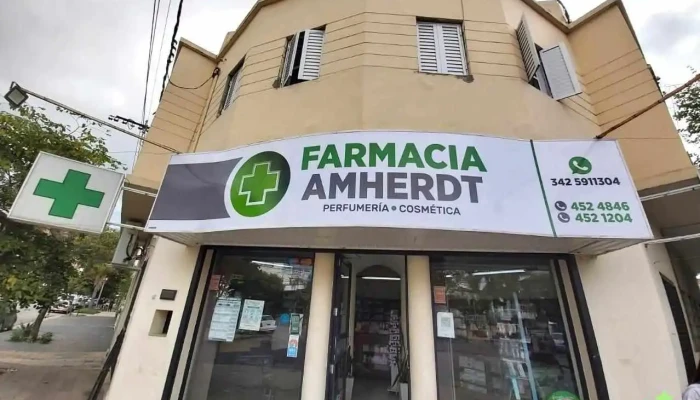 FARMACIA
AMHERDT
PERFUMERÍA • COSMÉTICA
342 5911304
452 4846
452 1204